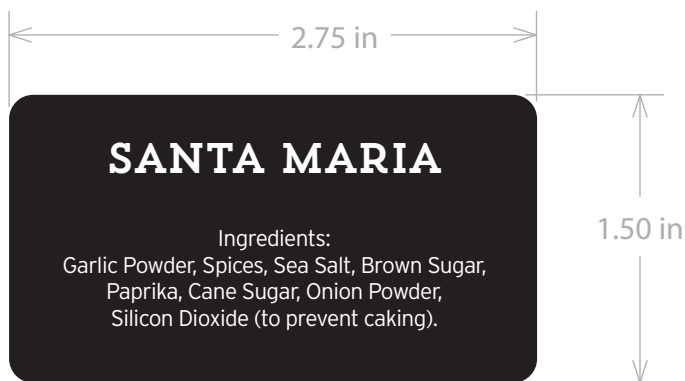 2.75 in
SANTA MARIA
1.50 in
Ingredients:
Garlic Powder, Spices, Sea Salt, Brown Sugar,
Paprika, Cane Sugar, Onion Powder,
Silicon Dioxide (to prevent caking).